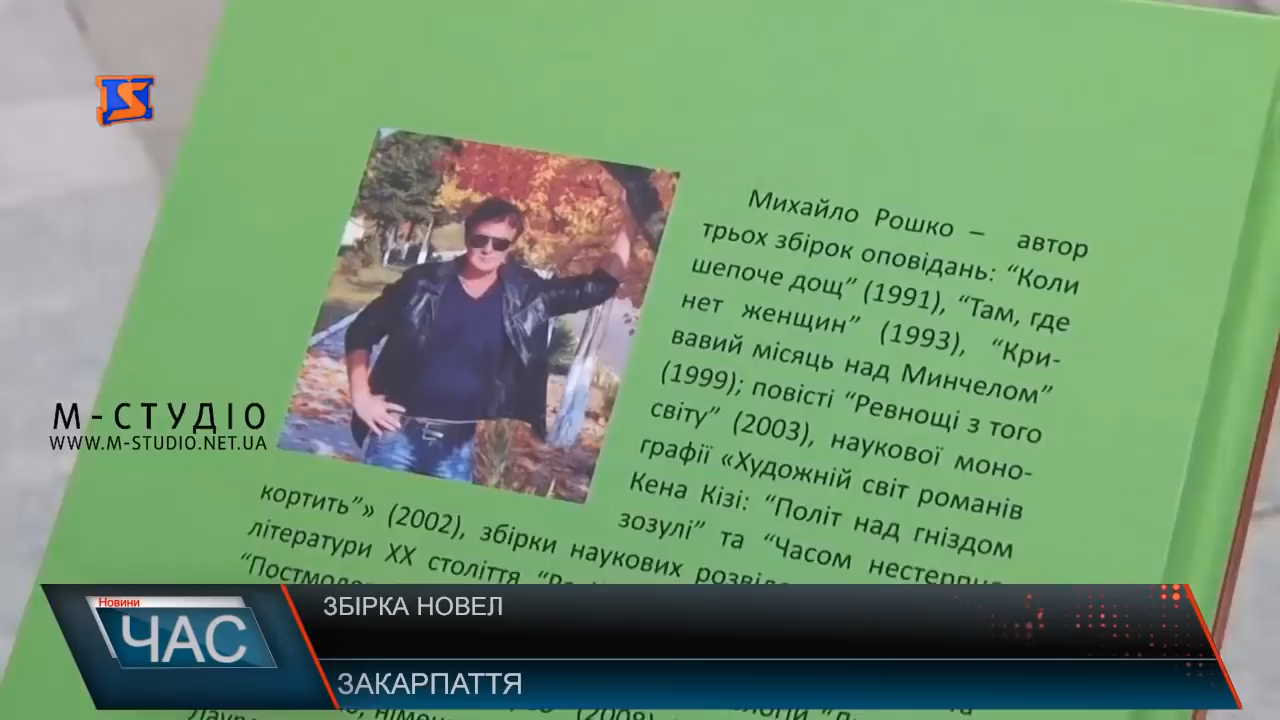 Михайло Рошко – автор
трьох збірок оповідань: “Коли
шепоче дощ” (1991), “Там, где
нет женщин” (1993), “Кри-
вавий місяць над Минчелом”
(1999); повісті “Ревнощі з того
світу” (2003), наукової моно-
графії «Художній світ романів
Кена Кізі: “Політ над гніздом
зозулі” та “Часом нестерпно
кортить”» (2002), збірки наукових
літератури ХХ століття
М-СТУДІО
WWW.M-STUDIO.NET.UA
Новини
ЧАС
ЗБІРКА НОВЕЛ
ЗАКАРПАТТЯ
(2008)